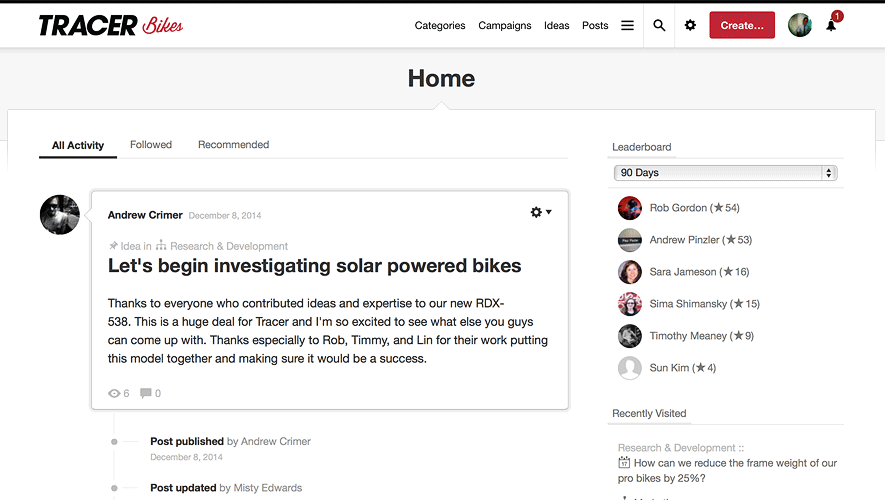 TRACER Bikes
Categories Campaigns Ideas Posts Create... 1
Home
All Activity Followed Recommended
Andrew Crimer December 8, 2014
Idea in Research & Development
Let's begin investigating solar powered bikes
Thanks to everyone who contributed ideas and expertise to our new RDX-
538. This is a huge deal for Tracer and I'm so excited to see what else you guys
can come up with. Thanks especially to Rob, Timmy, and Lin for their work putting
this model together and making sure it would be a success.
6 0
Post published by Andrew Crimer
December 8, 2014
Post updated by Misty Edwards
Leaderboard
90 Days
Rob Gordon (★54)
Andrew Pinzler (★53)
Sara Jameson (★16)
Sima Shimansky (★15)
Timothy Meaney (★9)
Sun Kim (★4)
Recently Visited
Research & Development ::
17 How can we reduce the frame weight of our
pro bikes by 25%?